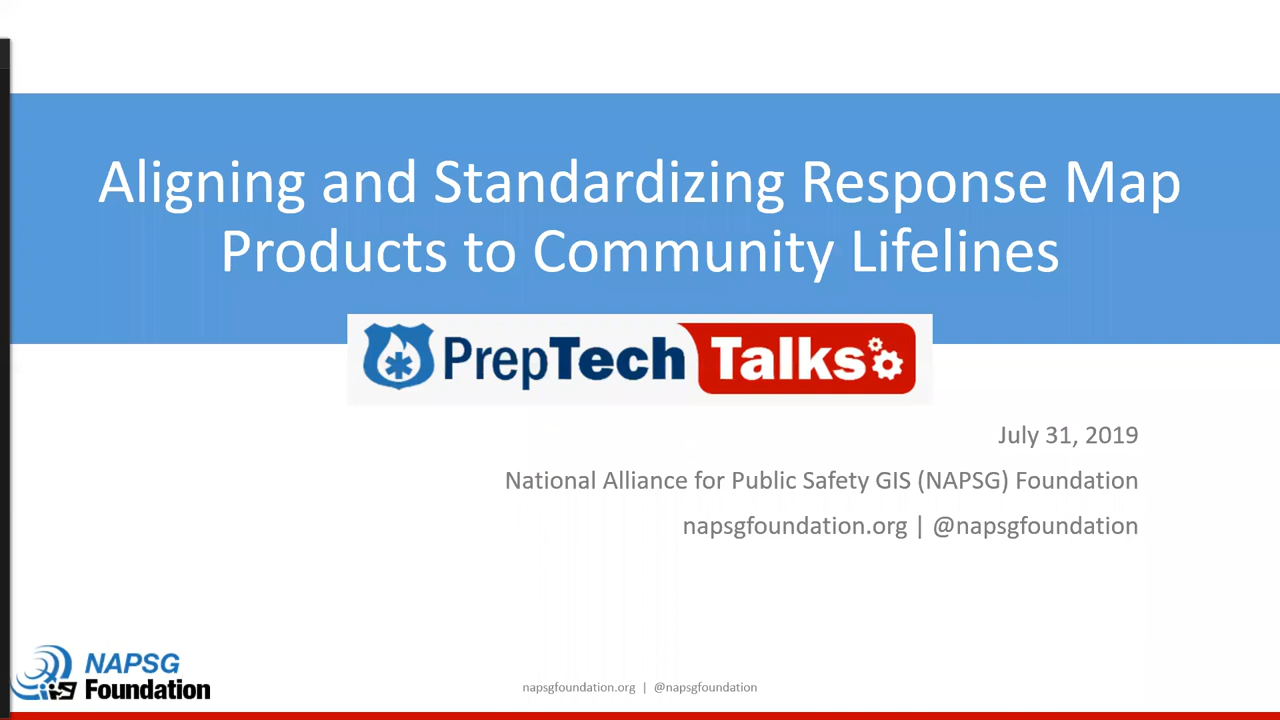 Aligning and Standardizing Response Map
Products to Community Lifelines
PrepTech Talks
July 31, 2019
National Alliance for Public Safety GIS (NAPSG) Foundation
napsgfoundation.org | @napsgfoundation
NAPSG
Foundation
napsgfoundation.org | @napsgfoundation